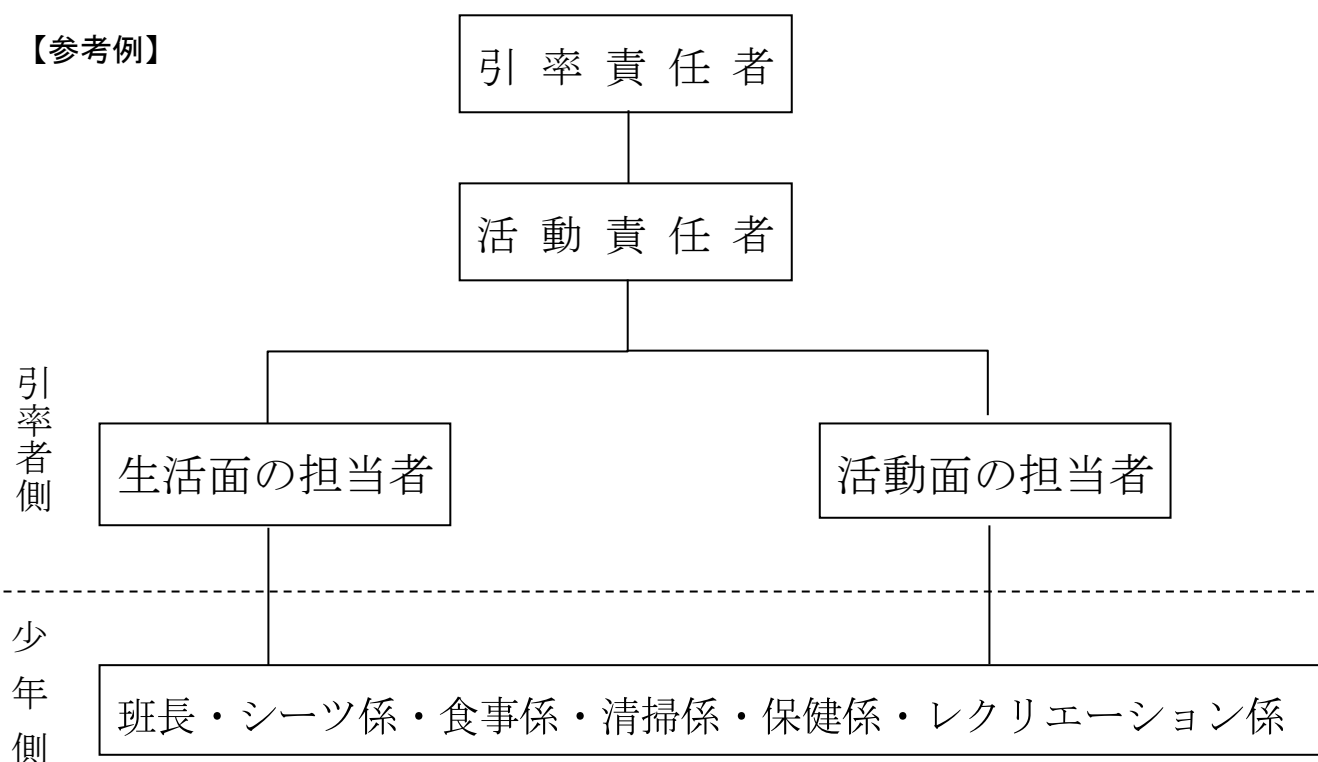 【参考例】
引率責任者
活動責任者
引率者側
生活面の担当者
活動面の担当者
少年側
班長・シーツ係・食事係・清掃係・保健係・レクリエーション係